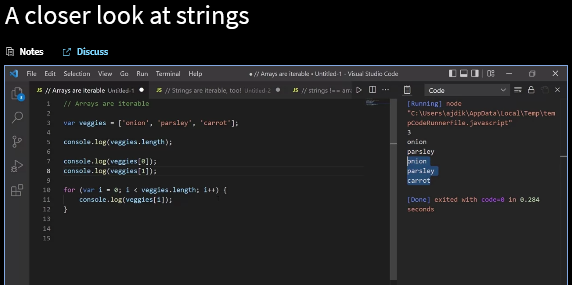 A closer look at strings
Notes
Discuss
File Edit Selection View Go Run Terminal Help
● // Arrays are iterable • Untitled-1 - Visual Studio Code
JS // Arrays are iterable Untitled-1 ●
JS // Strings are iterable, too! Untitled-2 ●
JS // strings !== arr
Code
1 // Arrays are iterable
2
3 var veggies = ['onion', 'parsley', 'carrot'];
4
5 console.log(veggies.length);
6
7 console.log(veggies[0]);
8 console.log(veggies[1]);
9
10 for (var i = 0; i < veggies.length; i++) {
11 console.log(veggies[i]);
12 }
13
14
15
[Running] node
"C:\Users\ajdik\AppData\Local\Temp\tem
pCodeRunnerFile.javascript"
3
onion
parsley
onion
parsley
carrot
[Done] exited with code=0 in 0.284
seconds